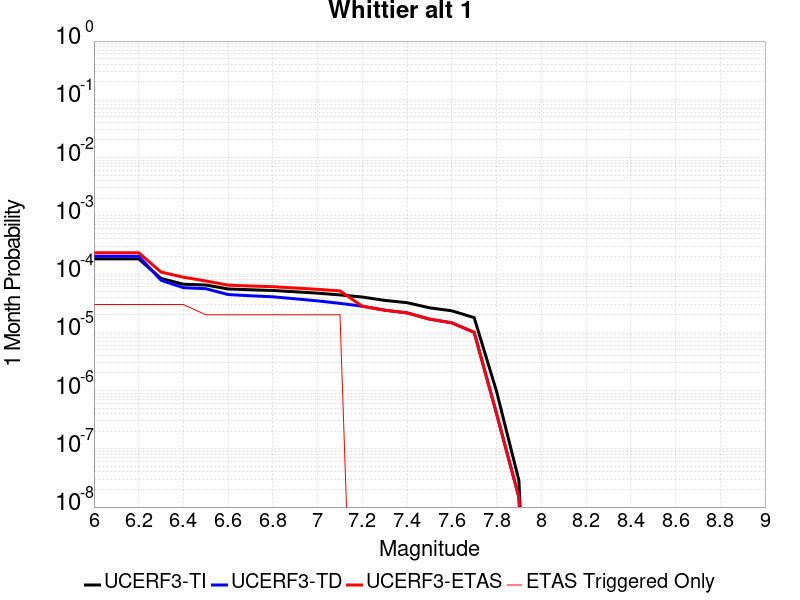 Whittier alt 1
10^0
10^-1
10^-2
10^-3
10^-4
10^-5
10^-6
10^-7
10^-8
1 Month Probability
6 6.2 6.4 6.6 6.8 7 7.2 7.4 7.6 7.8 8 8.2 8.4 8.6 8.8 9
Magnitude
UCERF3-TI UCERF3-TD UCERF3-ETAS ETAS Triggered Only